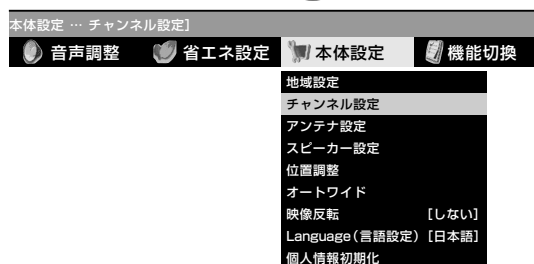 本体設定 … チャンネル設定]
音声調整 省エネ設定 本体設定 機能切換
地域設定
チャンネル設定
アンテナ設定
スピーカー設定
位置調整
オートワイド
映像反転 [しない]
Language(言語設定) [日本語]
個人情報初期化